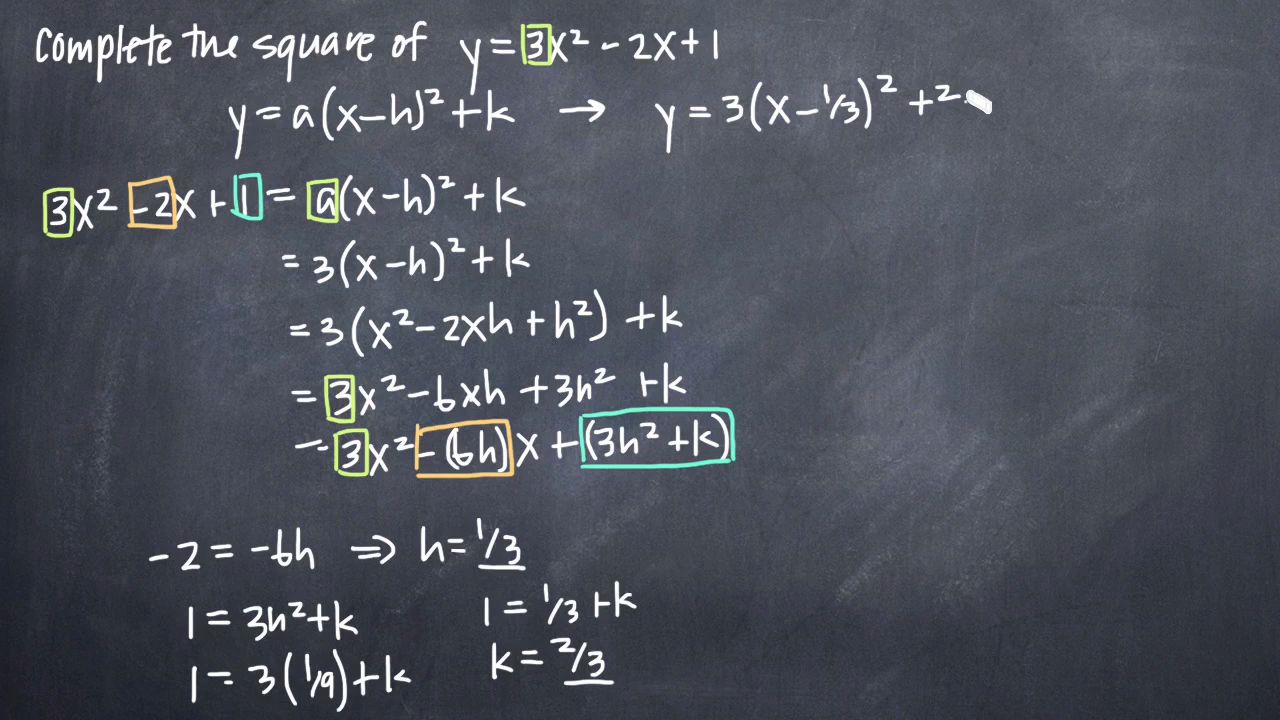 Complete the square of y = 3x² - 2x + 1
y = a(x-h)² + k → y = 3(x - 1/3)² + 2
3x² - 2x + 1 = a(x-h)² + k
= 3(x-h)² + k
= 3(x² - 2xh + h²) + k
= 3x² - 6xh + 3h² + k
= 3x² - (6h)x + (3h² + k)
-2 = -6h ⇒ h = 1/3
1 = 3h² + k
1 = 1/3 + k
1 = 3(1/9) + k
k = 2/3